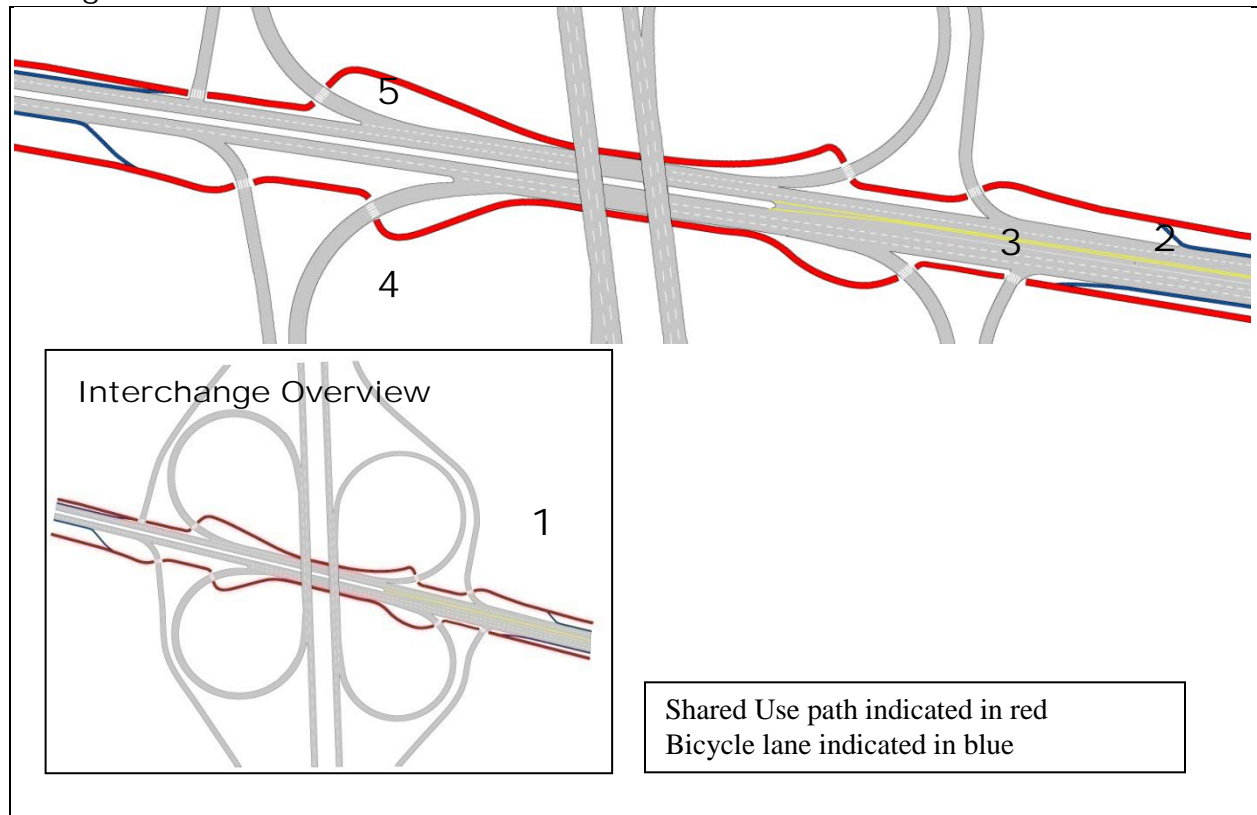 5
2
3
4
Interchange Overview
1
Shared Use path indicated in red
Bicycle lane indicated in blue